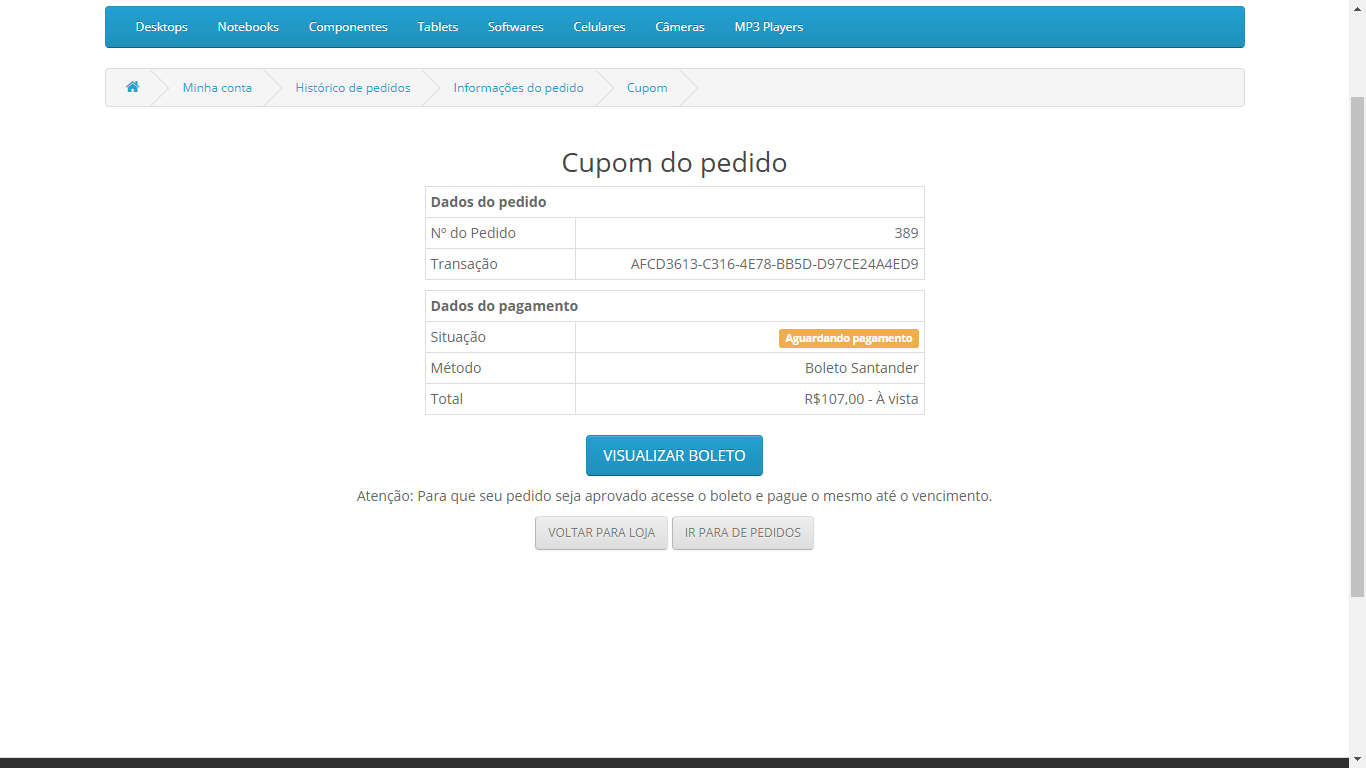 Desktops Notebooks Componentes Tablets Softwares Celulares Câmeras MP3 Players
Minha conta Histórico de pedidos Informações do pedido Cupom
Cupom do pedido
Dados do pedido
Nº do Pedido 389
Transação AFCD3613-C316-4E78-BB5D-D97CE24A4ED9
Dados do pagamento
Situação Aguardando pagamento
Método Boleto Santander
Total R$107,00 - À vista
VISUALIZAR BOLETO
Atenção: Para que seu pedido seja aprovado acesse o boleto e pague o mesmo até o vencimento.
VOLTAR PARA LOJA IR PARA DE PEDIDOS